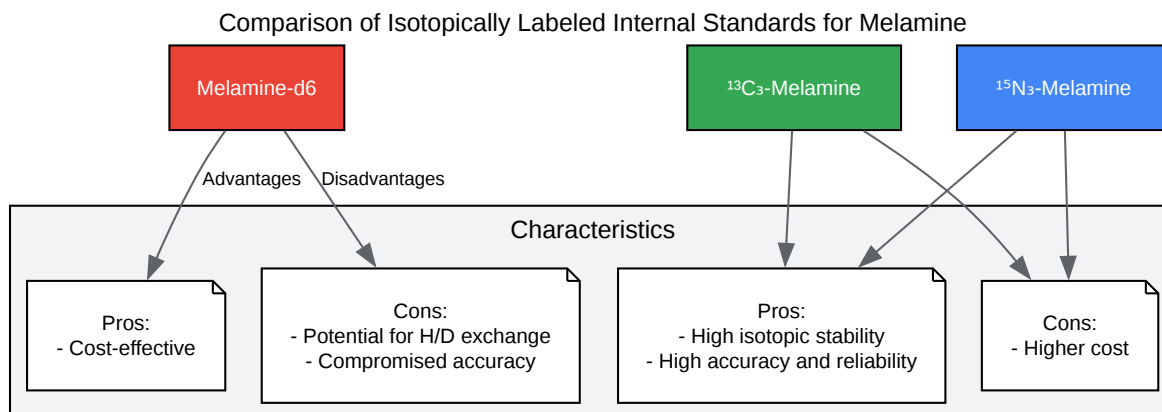 Comparison of Isotopically Labeled Internal Standards for Melamine
Melamine-d6
¹³C₃-Melamine
¹⁵N₃-Melamine
Advantages
Disadvantages
Characteristics
Pros:
- Cost-effective
Cons:
- Potential for H/D exchange
- Compromised accuracy
Pros:
- High isotopic stability
- High accuracy and reliability
Cons:
- Higher cost